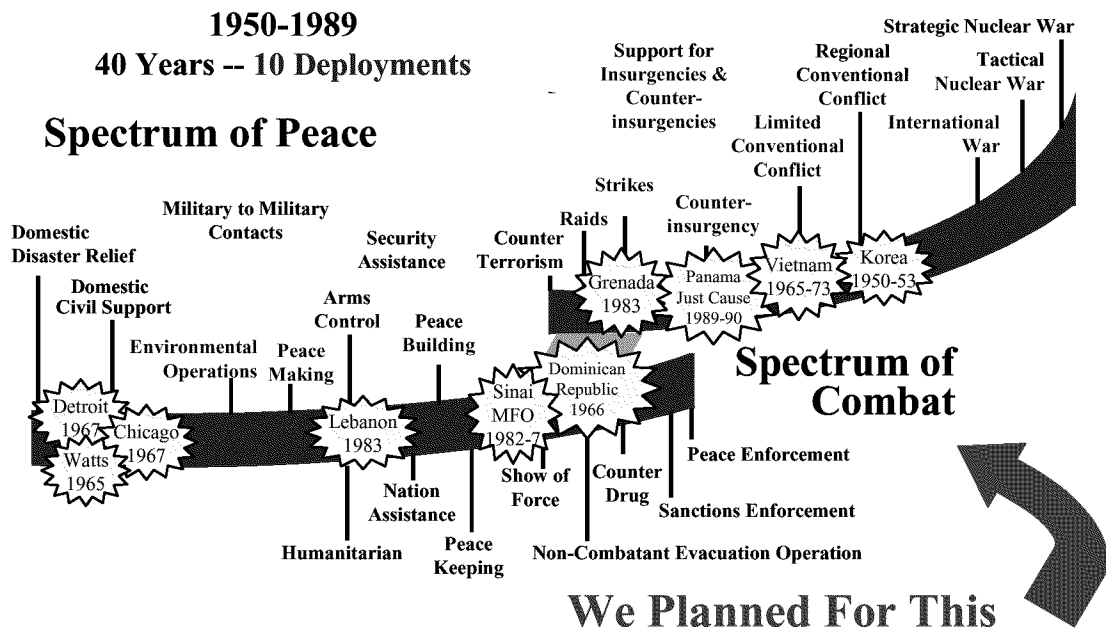 1950-1989
40 Years -- 10 Deployments
Spectrum of Peace
Strategic Nuclear War
Tactical
Nuclear War
International
War
Regional
Conventional
Conflict
Support for
Insurgencies &
Counter-
insurgencies
Limited
Conventional
Conflict
Strikes
Counter-
insurgency
Raids
Counter
Terrorism
Military to Military
Contacts
Security
Assistance
Domestic
Disaster Relief
Domestic
Civil Support
Arms
Control
Peace
Building
Environmental
Operations
Peace
Making
Grenada
1983
Panama
Just Cause
1989-90
Vietnam
1965-73
Korea
1950-53
Detroit
1967
Chicago
1967
Watts
1965
Lebanon
1983
Sinai
MFO
1982-7
Dominican
Republic
1966
Spectrum of
Combat
Peace Enforcement
Show of
Force
Counter
Drug
Nation
Assistance
Sanctions Enforcement
Humanitarian
Peace
Keeping
Non-Combatant Evacuation Operation
We Planned For This